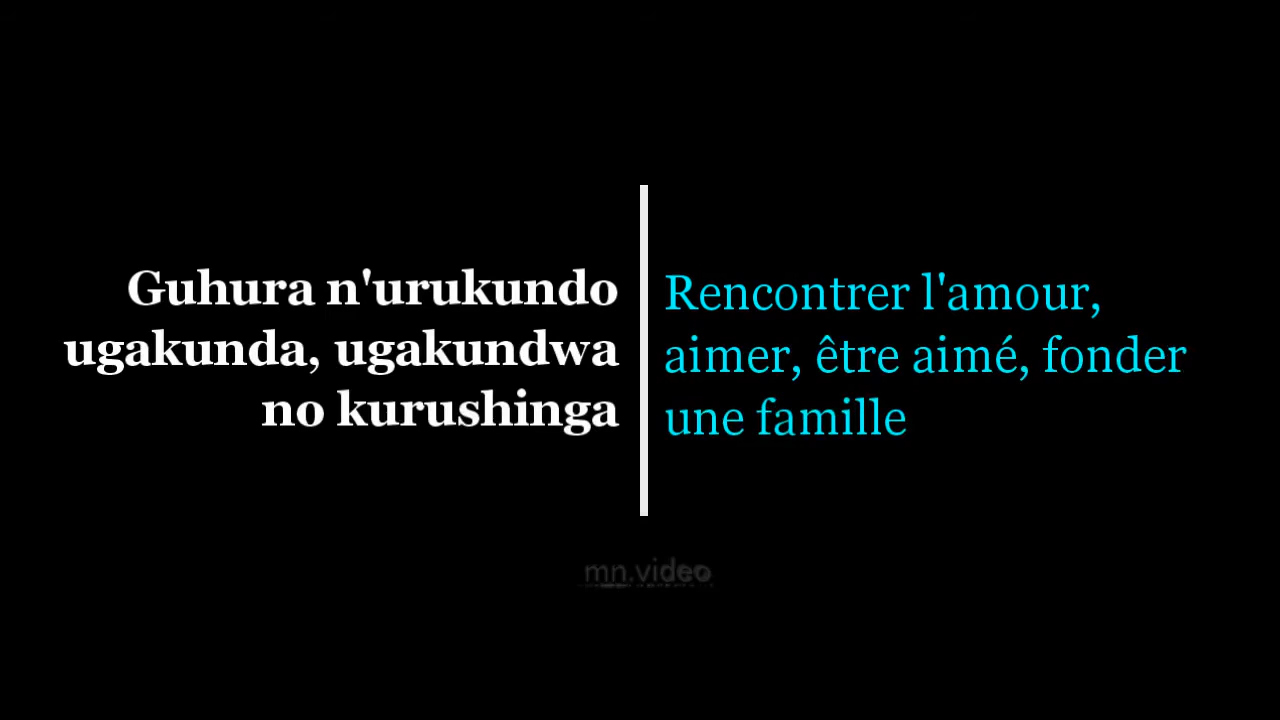 Guhura n'urukundo
ugakunda, ugakundwa
no kurushinga
Rencontrer l'amour,
aimer, être aimé, fonder
une famille
mn.video